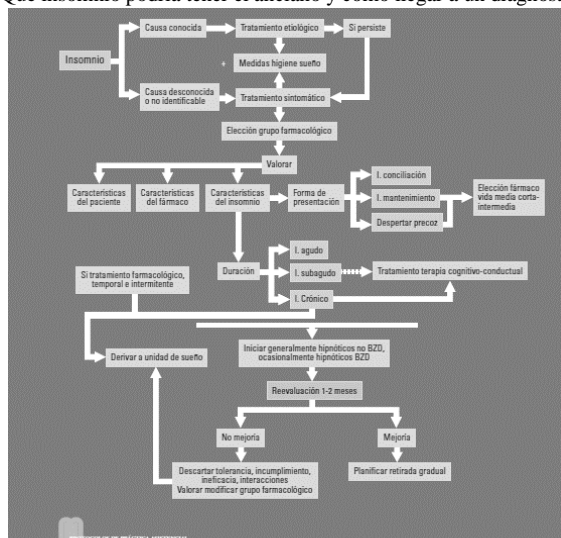 Que insomnio podría tener el anciano y como llegar a un diagnós
Causa conocida
Tratamiento etiológico
Si persiste
Insomnio
+ Medidas higiene sueño
Causa desconocida
o no identificable
Tratamiento sintomático
Elección grupo farmacológico
Valorar
Características
del paciente
Características
del fármaco
Características
del insomnio
Forma de
presentación
I. conciliación
I. mantenimiento
Despertar precoz
Elección fármaco
vida media corta-
intermedia
Si tratamiento farmacológico,
temporal e intermitente
Duración
I. agudo
I. subagudo
I. Crónico
Tratamiento terapia cognitivo-conductual
Derivar a unidad de sueño
Iniciar generalmente hipnóticos no BZD,
ocasionalmente hipnóticos BZD
Reevaluación 1-2 meses
No mejoría
Mejoría
Descartar tolerancia, incumplimiento,
ineficacia, interacciones
Valorar modificar grupo farmacológico
Planificar retirada gradual